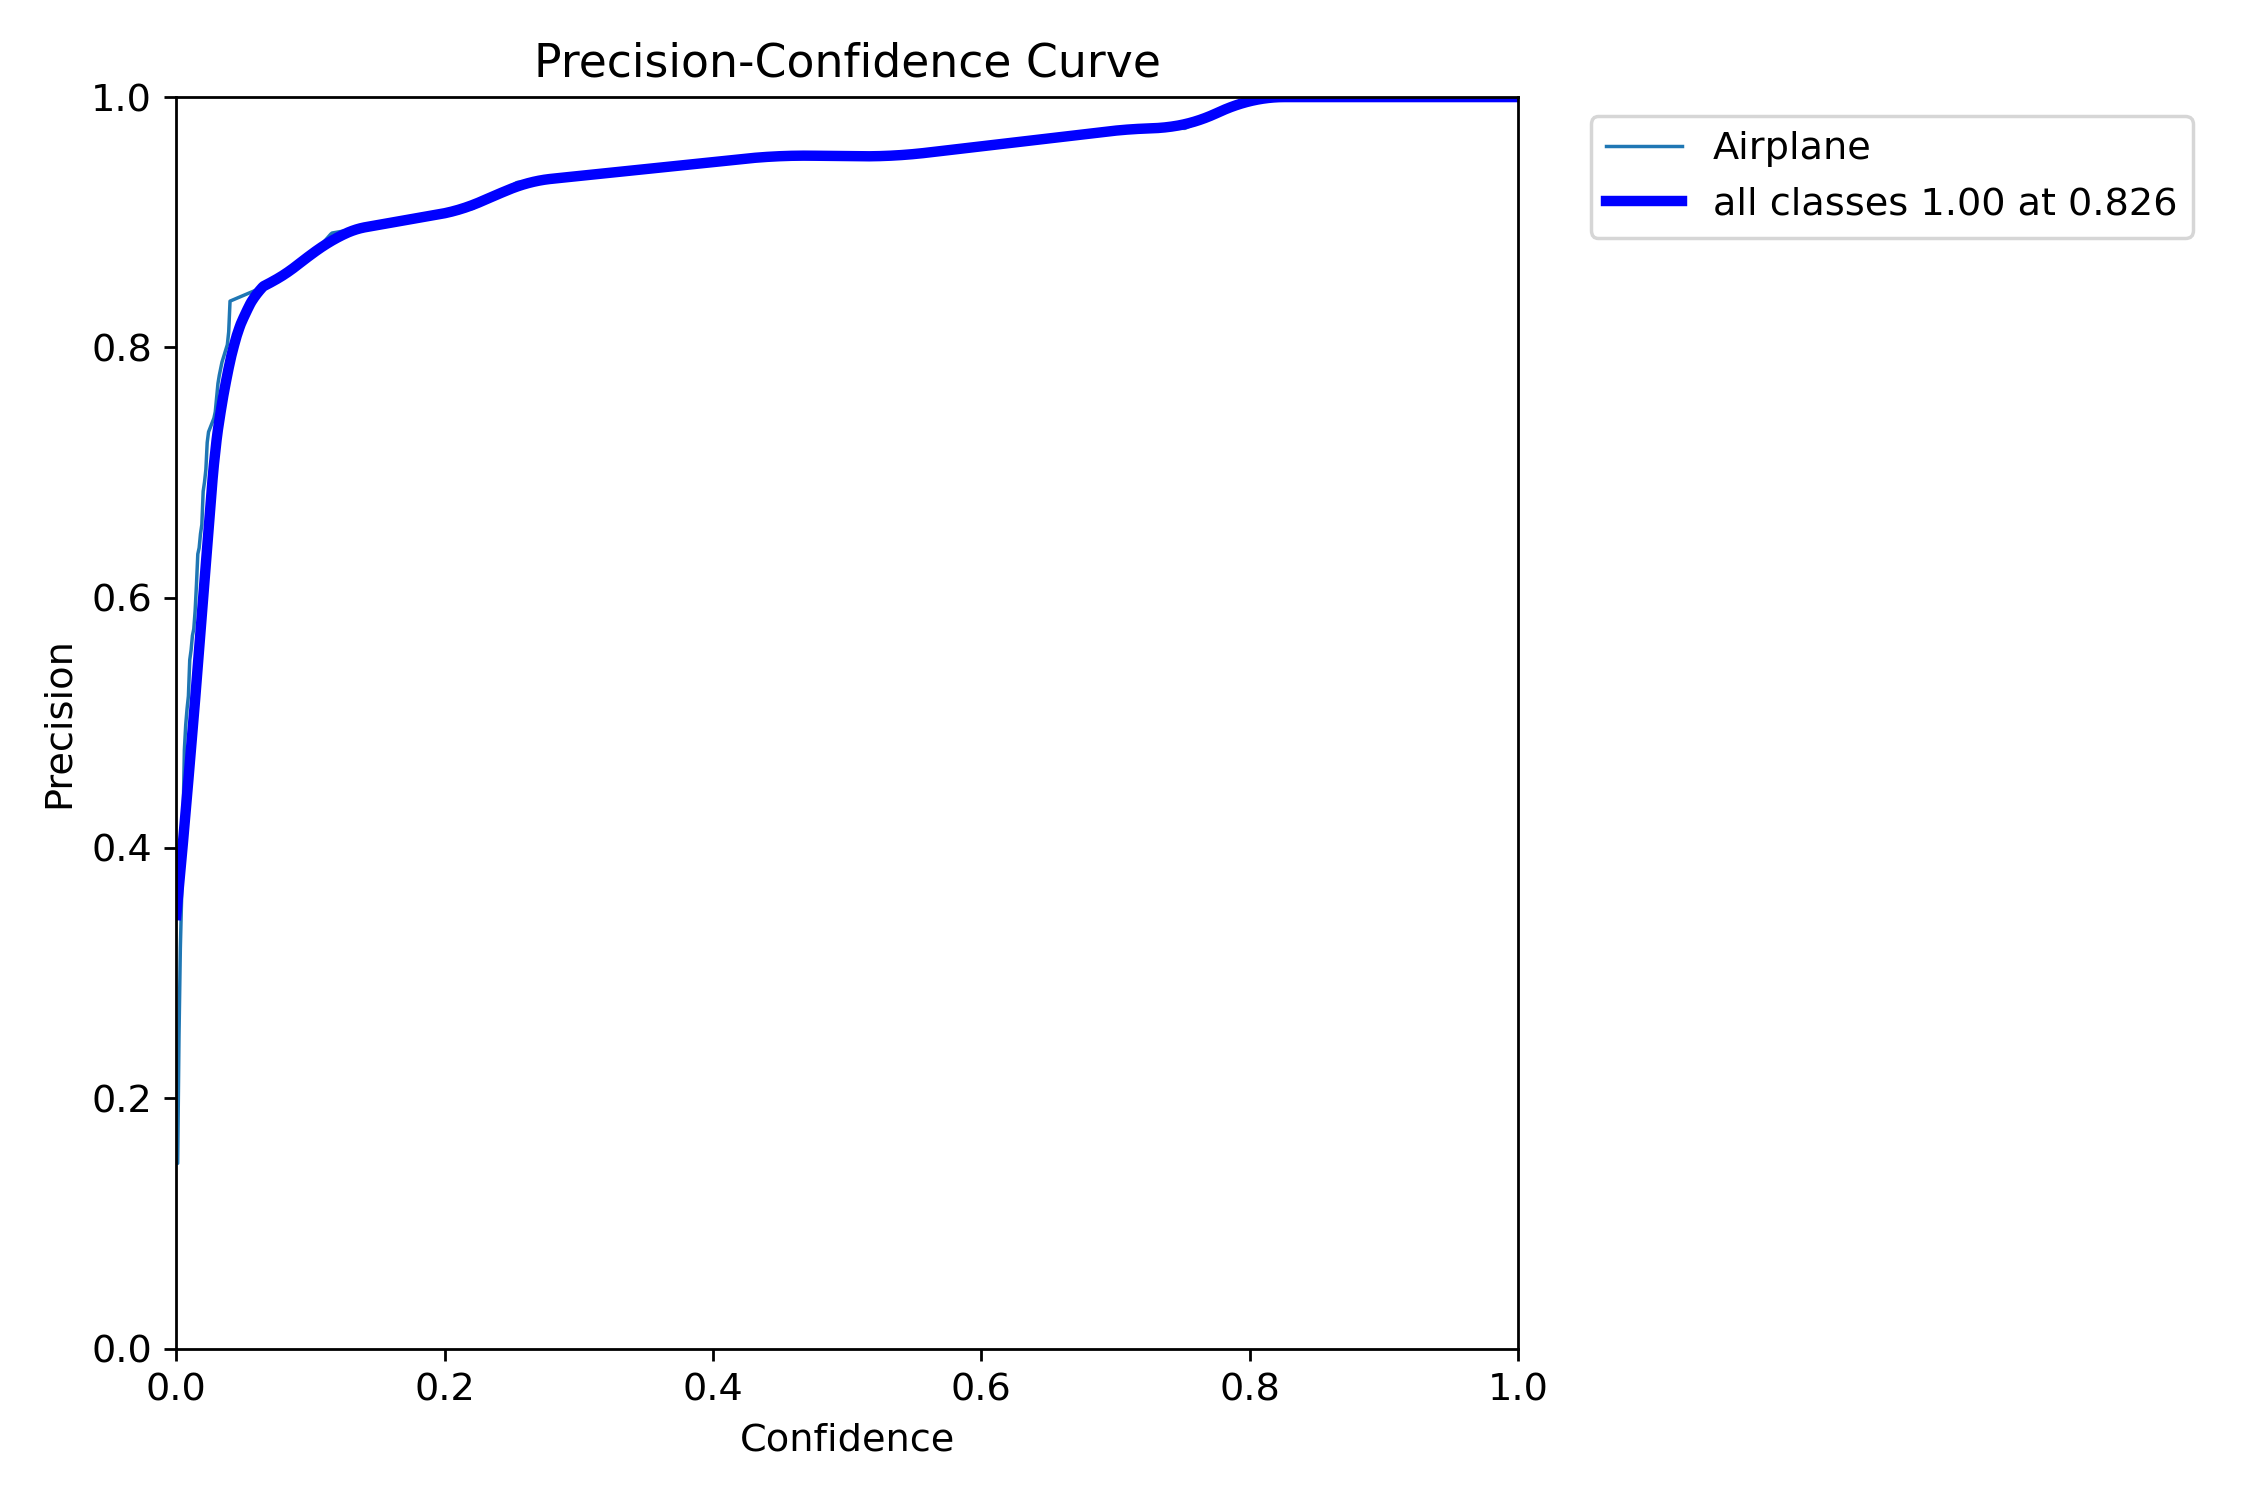 Precision-Confidence Curve
1.0
0.8
0.6
0.4
0.2
0.0
Precision
0.0 0.2 0.4 0.6 0.8 1.0
Confidence
Airplane
all classes 1.00 at 0.826